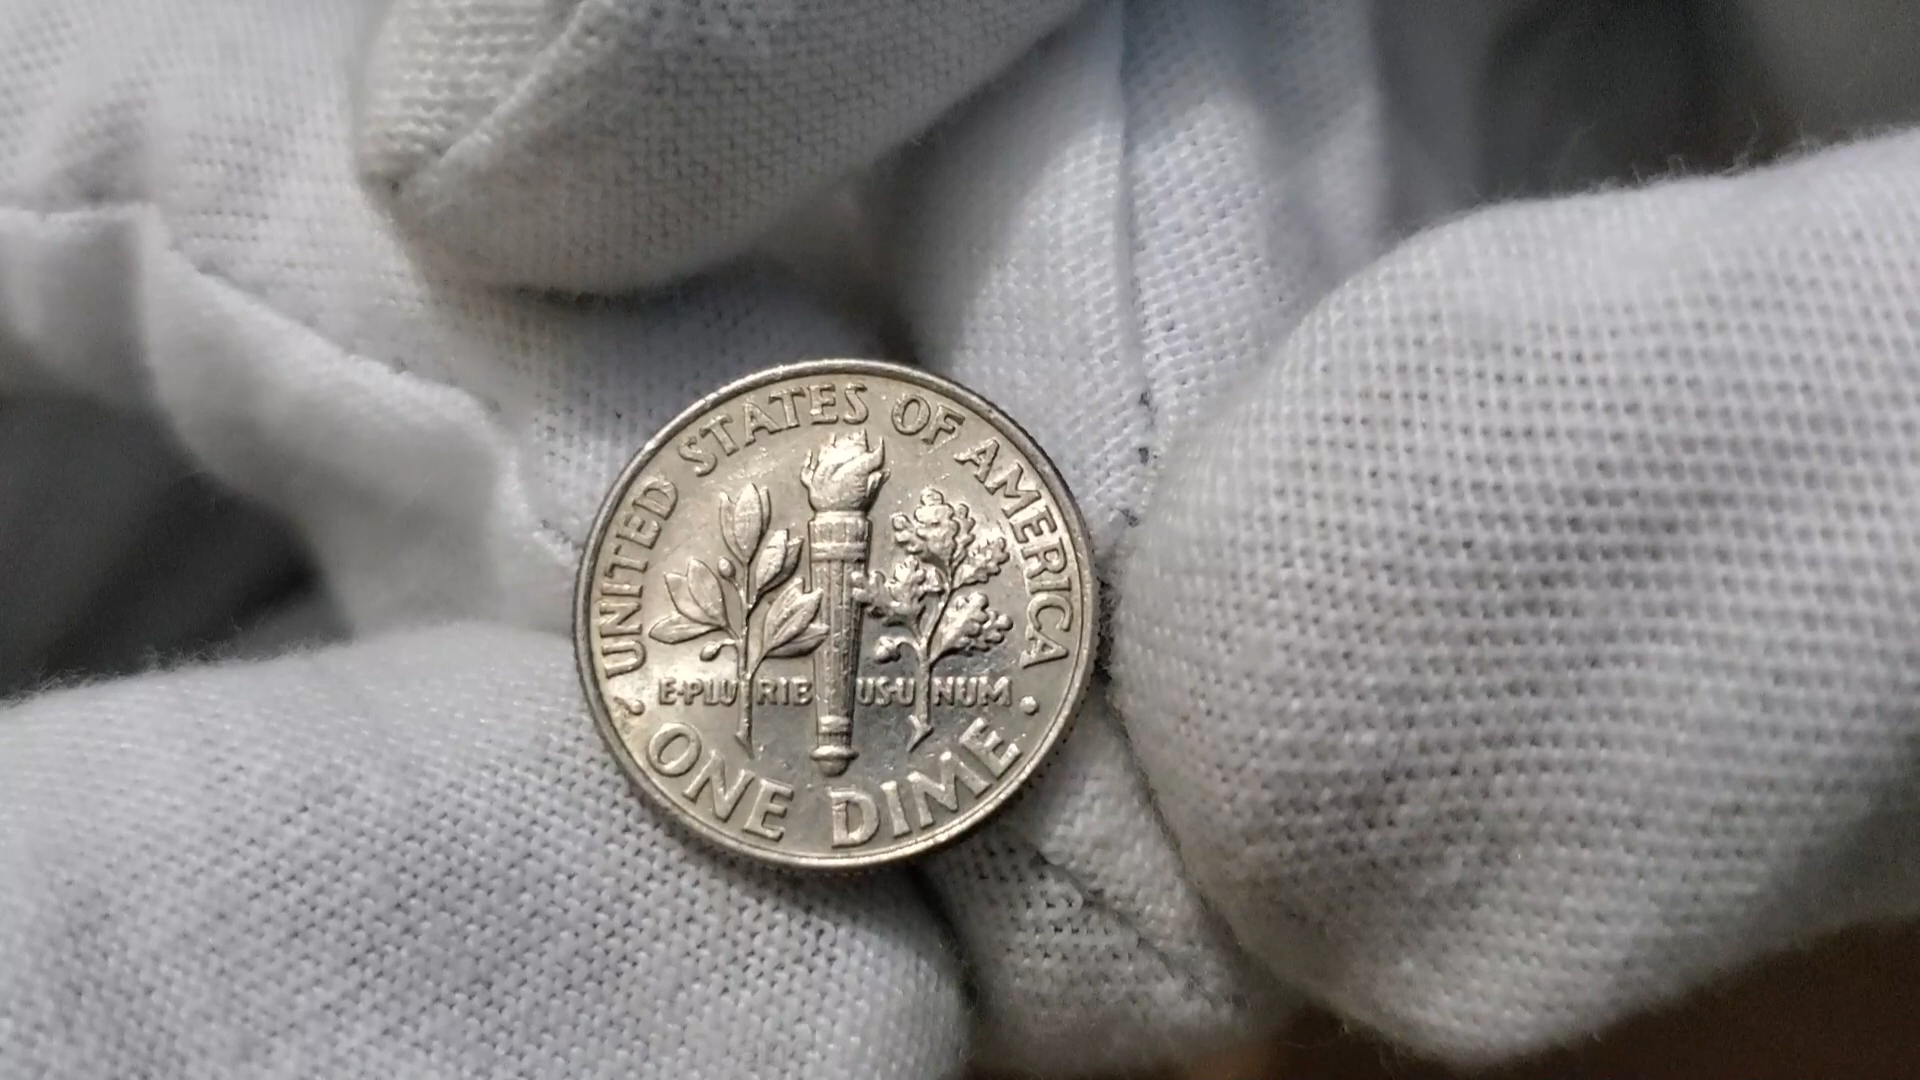 UNITED STATES OF AMERICA
E·PLURIBUS·UNUM
· ONE DIME ·